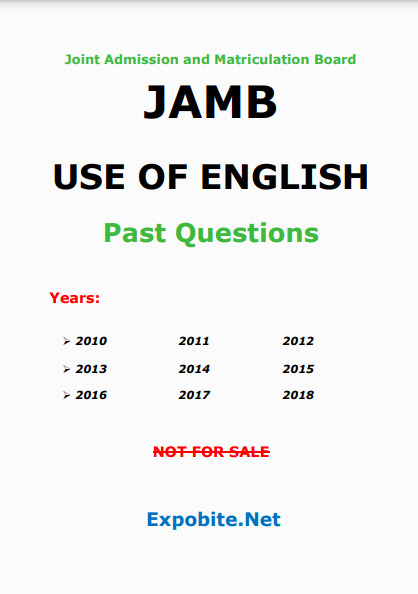 Joint Admission and Matriculation Board
JAMB
USE OF ENGLISH
Past Questions
Years:
➢ 2010 2011 2012
➢ 2013 2014 2015
➢ 2016 2017 2018
NOT FOR SALE
Expobite.Net